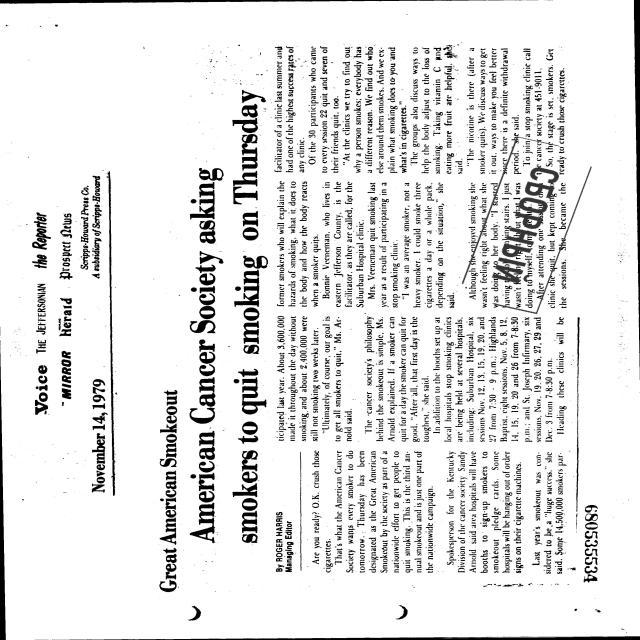 Voice THE JEFFERSONIAN the Reporter
MIRROR Herald Prospect News
Scripps-Howard Press Co.
A subsidiary of Scripps-Howard
November 14, 1979
Great American Smokeout
American Cancer Society asking
smokers to quit smoking on Thursday
By ROGER HARRIS
Managing Editor
Are you ready? O.K. crush those
cigarettes.
That's what the American Cancer
Society wants every smoker to do
tomorrow. Thursday has been
designated as the Great American
Smokeout by the society as part of a
nationwide effort to get people to
quit smoking. This is the third an-
nual smokeout and is just one part of
the nationwide campaign.
Spokesperson for the Kentucky
Division of the cancer society Sandy
Arnold said area hospitals will have
booths to sign-up smokers to
smokeout pledge cards. Some
hospitals will be hanging out of order
signs on their cigarette machines.
Last year's smokeout was con-
sidered to be a "huge success," she
said. Some 14,500,000 smokers par-
ticipated last year. About 3,600,000
made it throughout the day without
smoking and about 2,400,000 were
still not smoking two weeks later.
"Ultimately, of course, our goal is
to get all smokers to quit," Ms. Ar-
nold said.
The cancer society's philosophy
behind the smokeout is simple, Ms.
Arnold explained. If a smoker can
quit for a day the smoker can quit for
good. "After all, that first day is the
toughest," she said.
In addition to the booths set up at
local hospitals stop smoking clinics
are being held at several hospitals
including: Suburban Hospital, six
sessions Nov. 12, 13, 15, 19, 20, and
27 from 7:30 - 9 p.m.; Highlands
Baptist, eight sessions, Nov. 5, 8, 12,
14, 15, 19, 20 and 26 from 7-8:30
p.m.; and St. Joseph Infirmary, six
sessions, Nov. 19, 20, 26, 27, 29 and
Dec. 3 from 7-8:30 p.m.
Heading these clinics will be
former smokers who will explain the
hazards of smoking, what it does to
the body and how the body reacts
when a smoker quits.
Bonnie Veeneman, who lives in
eastern Jefferson County, is the
facilitator, as they are called, for the
Suburban Hospital clinic.
Mrs. Veeneman quit smoking last
year as a result of participating in a
stop smoking clinic.
"I was an average smoker, not a
heavy smoker. I could smoke three
cigarettes a day or a whole pack,
depending on the situation," she
said.
Although she enjoyed smoking she
wasn't feeling right about what she
was doing to her body. "I started
having trouble climbing stairs. I just
wasn't
doing to myself,
After attending one
clinic she quit, but kept coming
the sessions. She became the
facilitator of a clinic last summer and
had one of the highest success rates of
any clinic.
Of the 30 participants who came
to every session 22 quit and seven of
their friends quit, too.
"At the clinics we try to find out
why a person smokes; everybody has
a different reason. We find out who
else around them smokes. And we ex-
plain what smoking does to you and
what's in cigarettes."
The groups also discuss ways to
help the body adjust to the loss of
smoking. Taking vitamin C and
eating more fruit are helpful, she
said.
"The nicotine is there (after a
smoker quits). We discuss ways to get
it out, ways to make you feel better
since there is a definite withdrawal
period," she said.
To join a stop smoking clinic call
the cancer society at 451-9011.
So, the stage is set, smokers. Get
ready to crush those cigarettes.
680535534